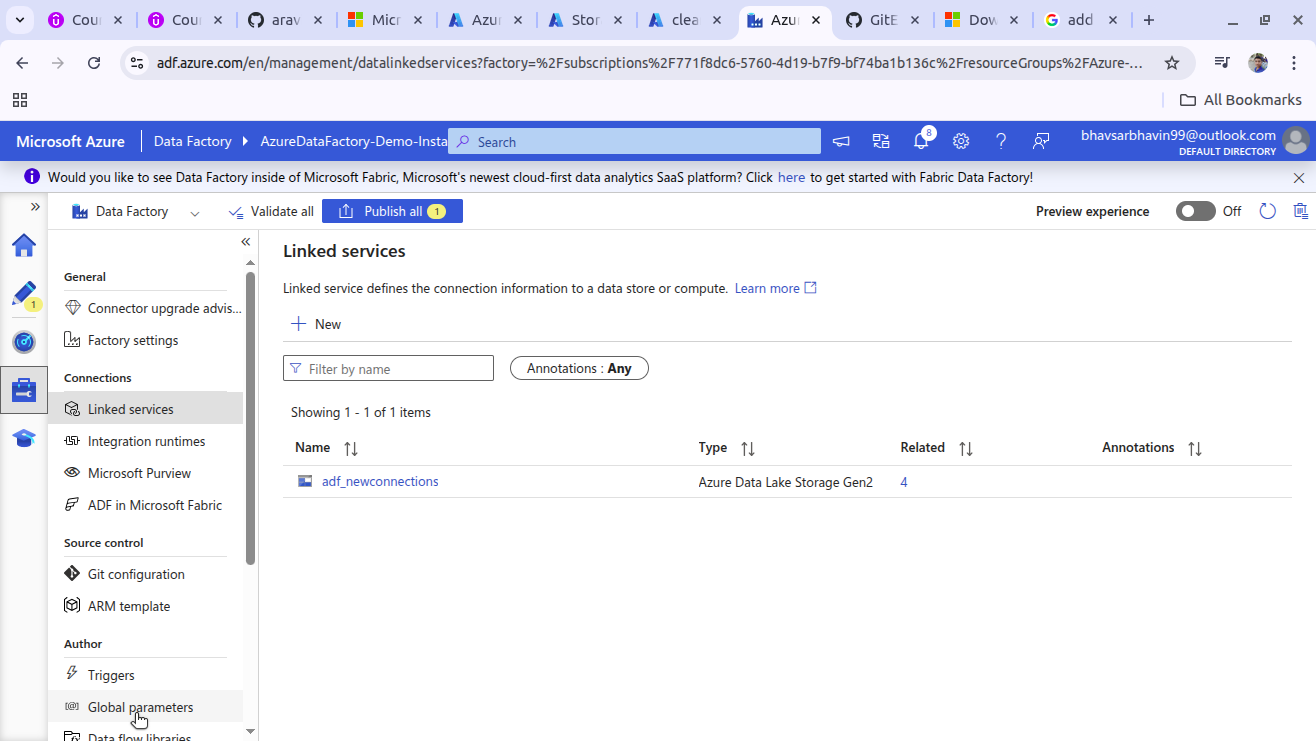 Cou
Cou
arav
Micr
Azu
Stor
clea
Azu
GitE
Dow
add
adf.azure.com/en/management/datalinkedservices?factory=%2Fsubscriptions%2F771f8dc6-5760-4d19-b7f9-bf74ba1b136c%2FresourceGroups%2FAzure-...
All Bookmarks
Microsoft Azure
Data Factory
AzureDataFactory-Demo-Insta
Search
8
bhavsarbhavin99@outlook.com
DEFAULT DIRECTORY
Would you like to see Data Factory inside of Microsoft Fabric, Microsoft's newest cloud-first data analytics SaaS platform? Click here to get started with Fabric Data Factory!
Data Factory
Validate all
Publish all 1
Preview experience
Off
1
General
Connector upgrade advis...
Factory settings
Connections
Linked services
Integration runtimes
Microsoft Purview
ADF in Microsoft Fabric
Source control
Git configuration
ARM template
Author
Triggers
Global parameters
Data flow libraries
Linked services
Linked service defines the connection information to a data store or compute. Learn more
New
Filter by name
Annotations : Any
Showing 1 - 1 of 1 items
Name Type Related Annotations
adf_newconnections Azure Data Lake Storage Gen2 4